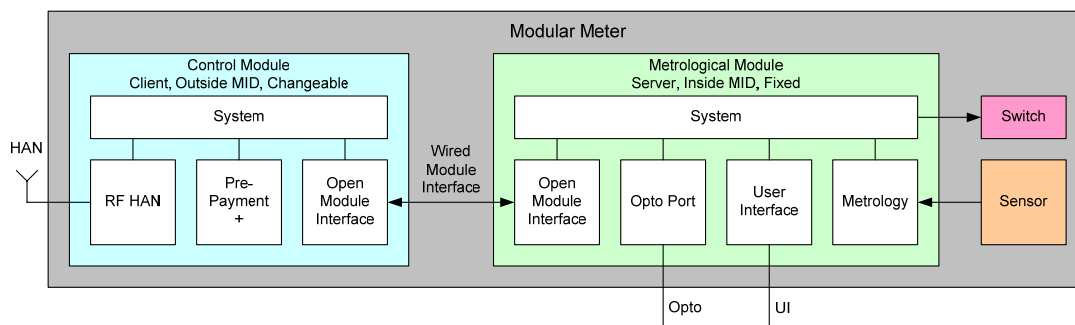 Modular Meter
Control Module
Client, Outside MID, Changeable
System
RF HAN
Pre-
Payment
+
Open
Module
Interface
HAN
Wired
Module
Interface
Metrological Module
Server, Inside MID, Fixed
System
Open
Module
Interface
Opto Port
User
Interface
Metrology
Switch
Sensor
Opto
UI